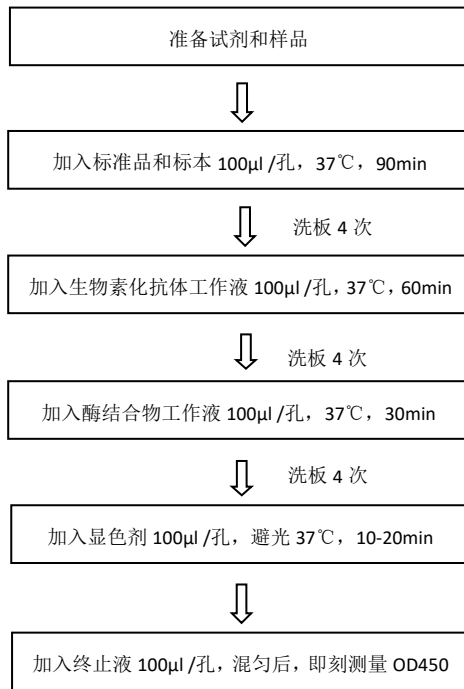 准备试剂和样品
加入标准品和标本 100μl /孔，37℃，90min
洗板 4 次
加入生物素化抗体工作液 100μl /孔，37℃，60min
洗板 4 次
加入酶结合物工作液 100μl /孔，37℃，30min
洗板 4 次
加入显色剂 100μl /孔，避光 37℃，10-20min
加入终止液 100μl /孔，混匀后，即刻测量 OD450